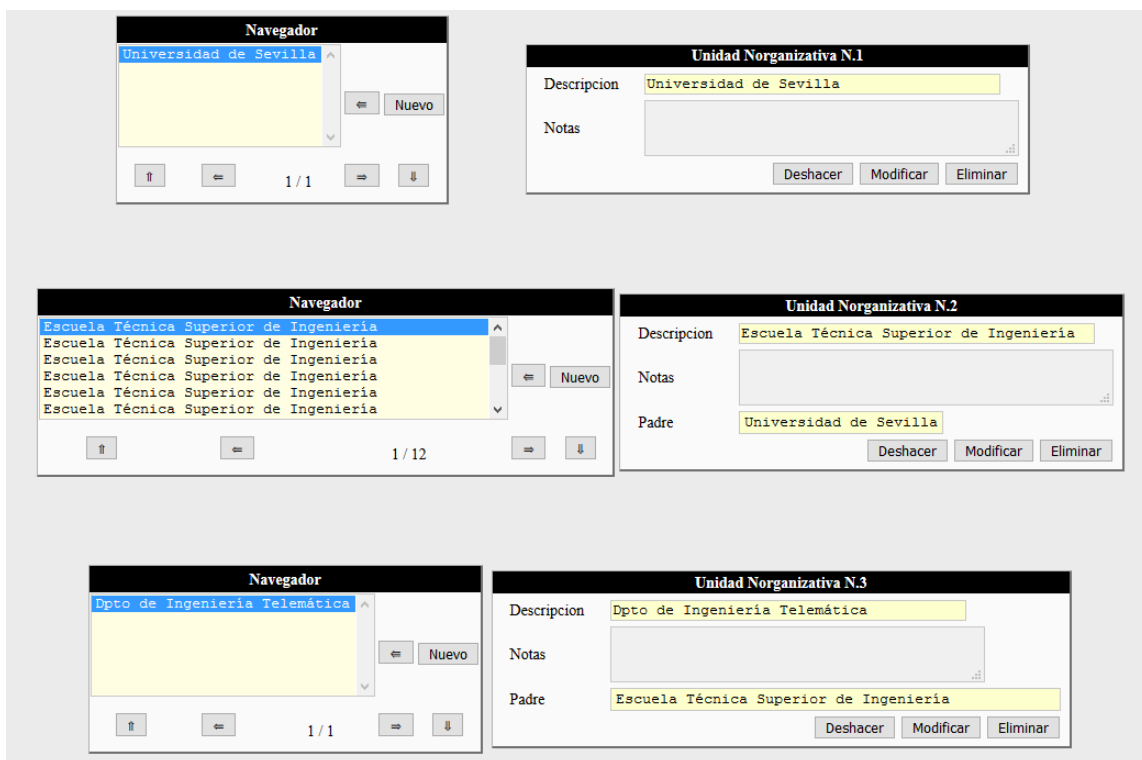 Navegador
Universidad de Sevilla
⇐ Nuevo
⇑ ⇐ 1 / 1 ⇒ ⇓
Unidad Norganizativa N.1
Descripcion Universidad de Sevilla
Notas
Deshacer Modificar Eliminar
Navegador
Escuela Técnica Superior de Ingeniería
Escuela Técnica Superior de Ingeniería
Escuela Técnica Superior de Ingeniería
Escuela Técnica Superior de Ingeniería
Escuela Técnica Superior de Ingeniería
Escuela Técnica Superior de Ingeniería
⇐ Nuevo
⇑ ⇐ 1 / 12 ⇒ ⇓
Unidad Norganizativa N.2
Descripcion Escuela Técnica Superior de Ingeniería
Notas
Padre Universidad de Sevilla
Deshacer Modificar Eliminar
Navegador
Dpto de Ingeniería Telemática
⇐ Nuevo
⇑ ⇐ 1 / 1 ⇒ ⇓
Unidad Norganizativa N.3
Descripcion Dpto de Ingeniería Telemática
Notas
Padre Escuela Técnica Superior de Ingeniería
Deshacer Modificar Eliminar